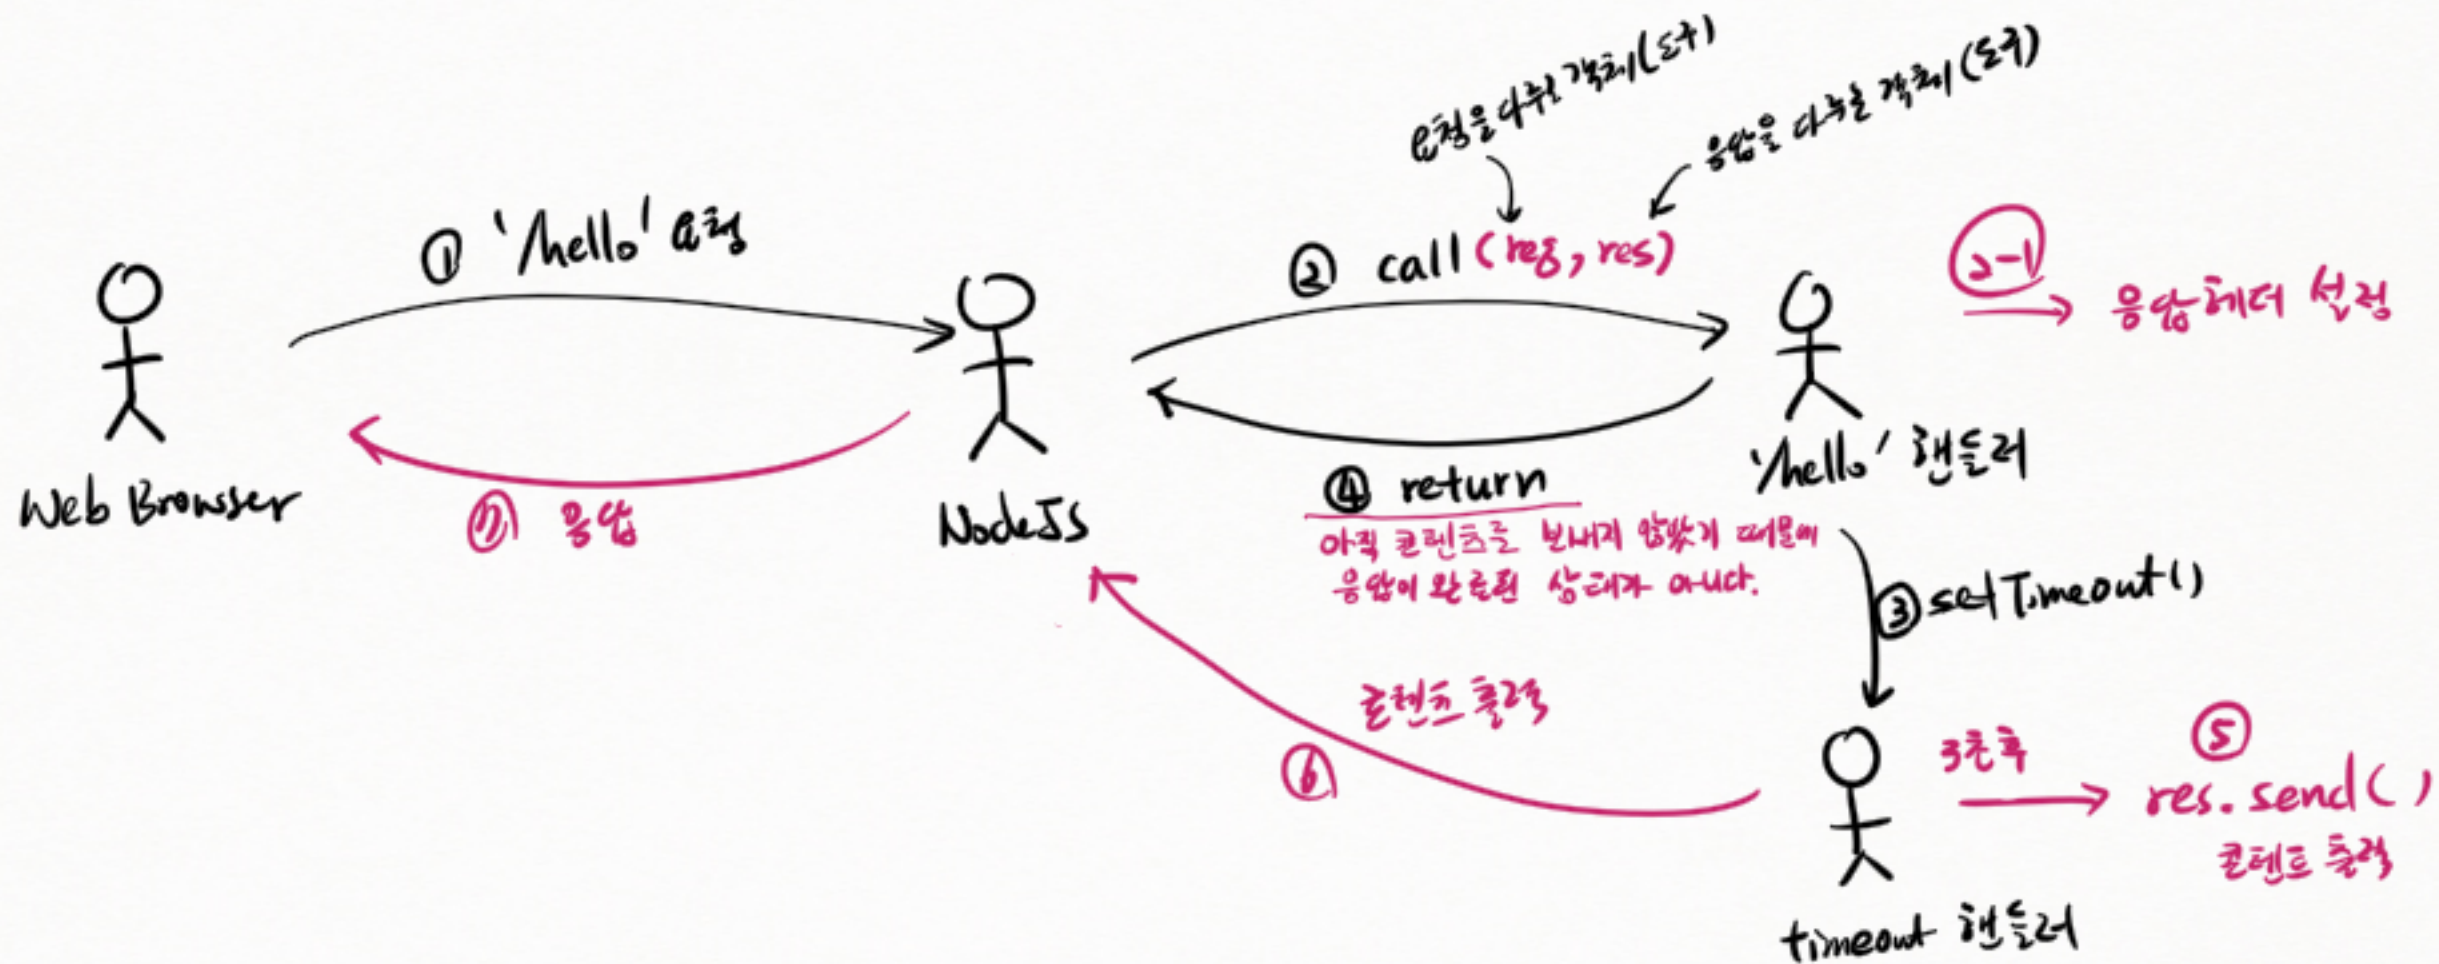 요청을 다루는 객체(도구)
응답을 다루는 객체(도구)
① '/hello' 요청
② call (req, res)
2-1
응답헤더 설정
Web Browser
⑦ 응답
NodeJS
④ return
아직 콘텐츠를 보내지 않았기 때문에
응답이 완료된 상태가 아니다.
'/hello' 핸들러
③ setTimeout()
콘텐츠 출력
⑥
3초후
⑤
res.send( )
콘텐트 출력
timeout 핸들러